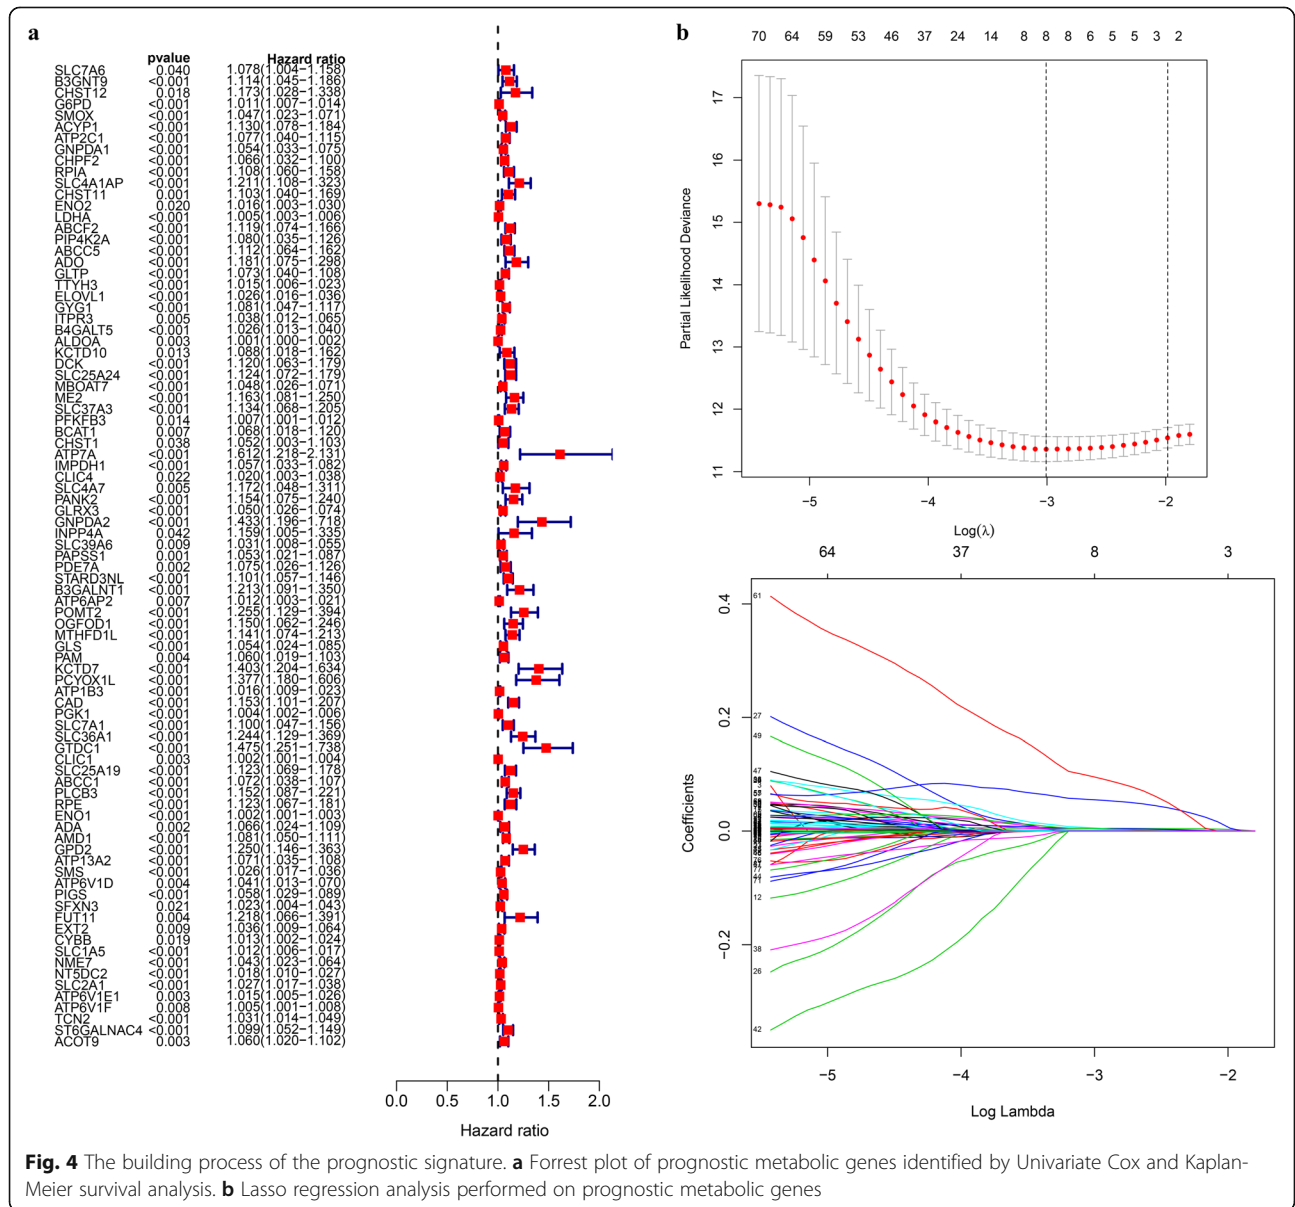 a
pvalue Hazard ratio
SLC7A6 0.040 1.078(1.004−1.158)
B3GNT9 <0.001 1.114(1.045−1.186)
CHST12 0.018 1.173(1.028−1.338)
G6PD <0.001 1.011(1.007−1.014)
SMOX <0.001 1.047(1.023−1.071)
ACYP1 <0.001 1.130(1.078−1.184)
ATP2C1 <0.001 1.077(1.040−1.115)
GNPDA1 <0.001 1.054(1.033−1.075)
CHPF2 <0.001 1.066(1.032−1.100)
RPIA <0.001 1.108(1.060−1.158)
SLC4A1AP <0.001 1.211(1.108−1.323)
CHST11 0.001 1.103(1.040−1.169)
ENO2 0.020 1.016(1.003−1.030)
LDHA <0.001 1.005(1.003−1.006)
ABCF2 <0.001 1.119(1.074−1.166)
PIP4K2A <0.001 1.080(1.035−1.126)
ABCC5 <0.001 1.112(1.064−1.162)
ADO <0.001 1.181(1.075−1.298)
GLTP <0.001 1.073(1.040−1.108)
TTYH3 <0.001 1.015(1.006−1.023)
ELOVL1 <0.001 1.026(1.016−1.036)
GYG1 <0.001 1.081(1.047−1.117)
ITPR3 0.005 1.038(1.012−1.065)
B4GALT5 <0.001 1.026(1.013−1.040)
ALDOA 0.003 1.001(1.000−1.002)
KCTD10 0.013 1.088(1.018−1.162)
DCK <0.001 1.120(1.063−1.179)
SLC25A24 <0.001 1.124(1.072−1.179)
MBOAT7 <0.001 1.048(1.026−1.071)
ME2 <0.001 1.163(1.081−1.250)
SLC37A3 <0.001 1.134(1.068−1.205)
PFKFB3 0.014 1.007(1.001−1.012)
BCAT1 0.007 1.068(1.018−1.120)
CHST1 0.038 1.052(1.003−1.103)
ATP7A <0.001 1.612(1.218−2.131)
IMPDH1 <0.001 1.057(1.033−1.082)
CLIC4 0.022 1.020(1.003−1.038)
SLC4A7 0.005 1.172(1.048−1.311)
PANK2 <0.001 1.154(1.075−1.240)
GLRX3 <0.001 1.050(1.026−1.074)
GNPDA2 <0.001 1.433(1.196−1.718)
INPP4A 0.042 1.159(1.005−1.335)
SLC39A6 0.009 1.031(1.008−1.055)
PAPSS1 0.001 1.053(1.021−1.087)
PDE7A 0.002 1.075(1.026−1.126)
STARD3NL <0.001 1.101(1.057−1.146)
B3GALNT1 <0.001 1.213(1.091−1.350)
ATP6AP2 0.007 1.012(1.003−1.021)
POMT2 <0.001 1.255(1.129−1.394)
OGFOD1 <0.001 1.150(1.062−1.246)
MTHFD1L <0.001 1.141(1.074−1.213)
GLS <0.001 1.054(1.024−1.085)
PAM 0.004 1.060(1.019−1.103)
KCTD7 <0.001 1.403(1.204−1.634)
PCYOX1L <0.001 1.377(1.180−1.606)
ATP1B3 <0.001 1.016(1.009−1.023)
CAD <0.001 1.153(1.101−1.207)
PGK1 <0.001 1.004(1.002−1.006)
SLC7A1 <0.001 1.100(1.047−1.156)
SLC36A1 <0.001 1.244(1.129−1.369)
GTDC1 <0.001 1.475(1.251−1.738)
CLIC1 0.003 1.002(1.001−1.004)
SLC25A19 <0.001 1.123(1.069−1.178)
ABCC1 <0.001 1.072(1.038−1.107)
PLCB3 <0.001 1.152(1.087−1.221)
RPE <0.001 1.123(1.067−1.181)
ENO1 <0.001 1.002(1.001−1.003)
ADA 0.002 1.066(1.024−1.109)
AMD1 <0.001 1.081(1.050−1.111)
GPD2 <0.001 1.250(1.146−1.363)
ATP13A2 <0.001 1.071(1.035−1.108)
SMS <0.001 1.026(1.017−1.036)
ATP6V1D 0.004 1.041(1.013−1.070)
PIGS <0.001 1.058(1.029−1.089)
SFXN3 0.021 1.023(1.004−1.043)
FUT11 0.004 1.218(1.066−1.391)
EXT2 0.009 1.036(1.009−1.064)
CYBB 0.019 1.013(1.002−1.024)
SLC1A5 <0.001 1.012(1.006−1.017)
NME7 <0.001 1.043(1.023−1.064)
NT5DC2 <0.001 1.018(1.010−1.027)
SLC2A1 <0.001 1.027(1.017−1.038)
ATP6V1E1 0.003 1.015(1.005−1.026)
ATP6V1F 0.008 1.005(1.001−1.008)
TCN2 <0.001 1.031(1.014−1.049)
ST6GALNAC4 <0.001 1.099(1.052−1.149)
ACOT9 0.003 1.060(1.020−1.102)
0.0 0.5 1.0 1.5 2.0
Hazard ratio
b
70 64 59 53 46 37 24 14 8 8 8 6 5 5 3 2
17
16
15
14
13
12
11
Partial Likelihood Deviance
−5 −4 −3 −2
Log(λ)
64 37 8 3
0.4
0.2
0.0
−0.2
Coefficients
61
27
49
47
12
38
26
42
−5 −4 −3 −2
Log Lambda
Fig. 4 The building process of the prognostic signature. a Forrest plot of prognostic metabolic genes identified by Univariate Cox and Kaplan-
Meier survival analysis. b Lasso regression analysis performed on prognostic metabolic genes